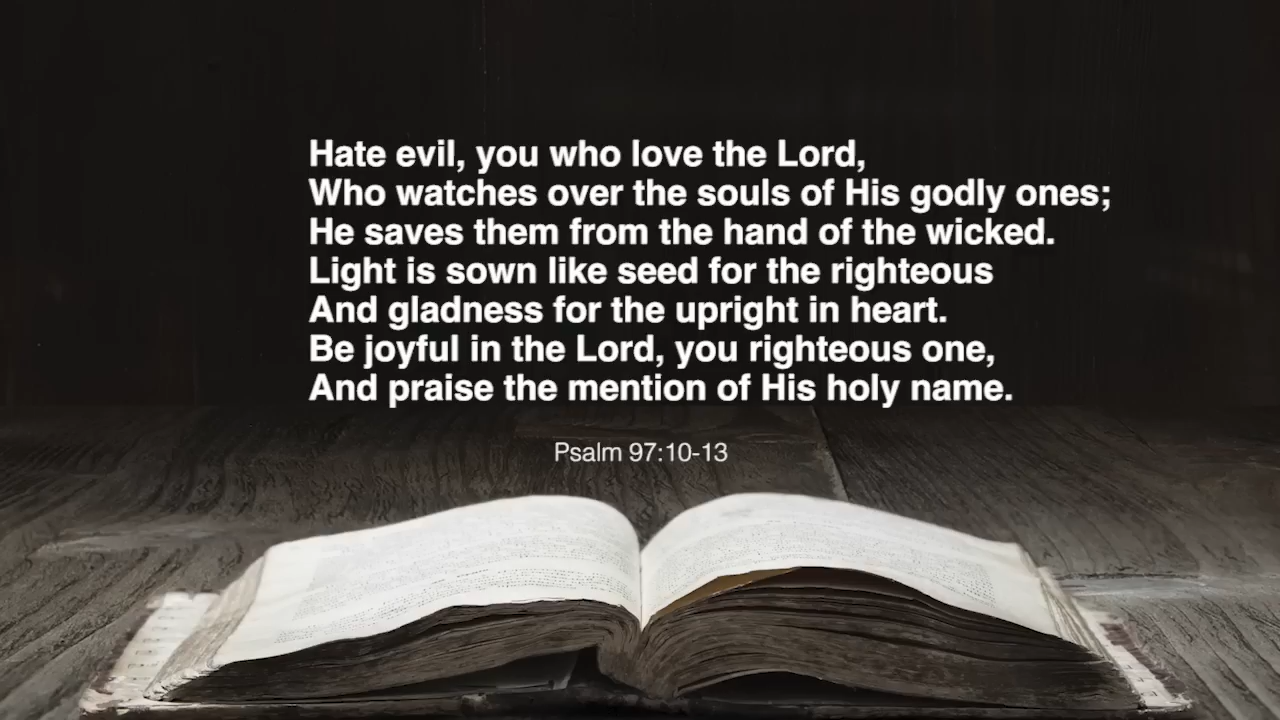 Hate evil, you who love the Lord,
Who watches over the souls of His godly ones;
He saves them from the hand of the wicked.
Light is sown like seed for the righteous
And gladness for the upright in heart.
Be joyful in the Lord, you righteous one,
And praise the mention of His holy name.
Psalm 97:10-13